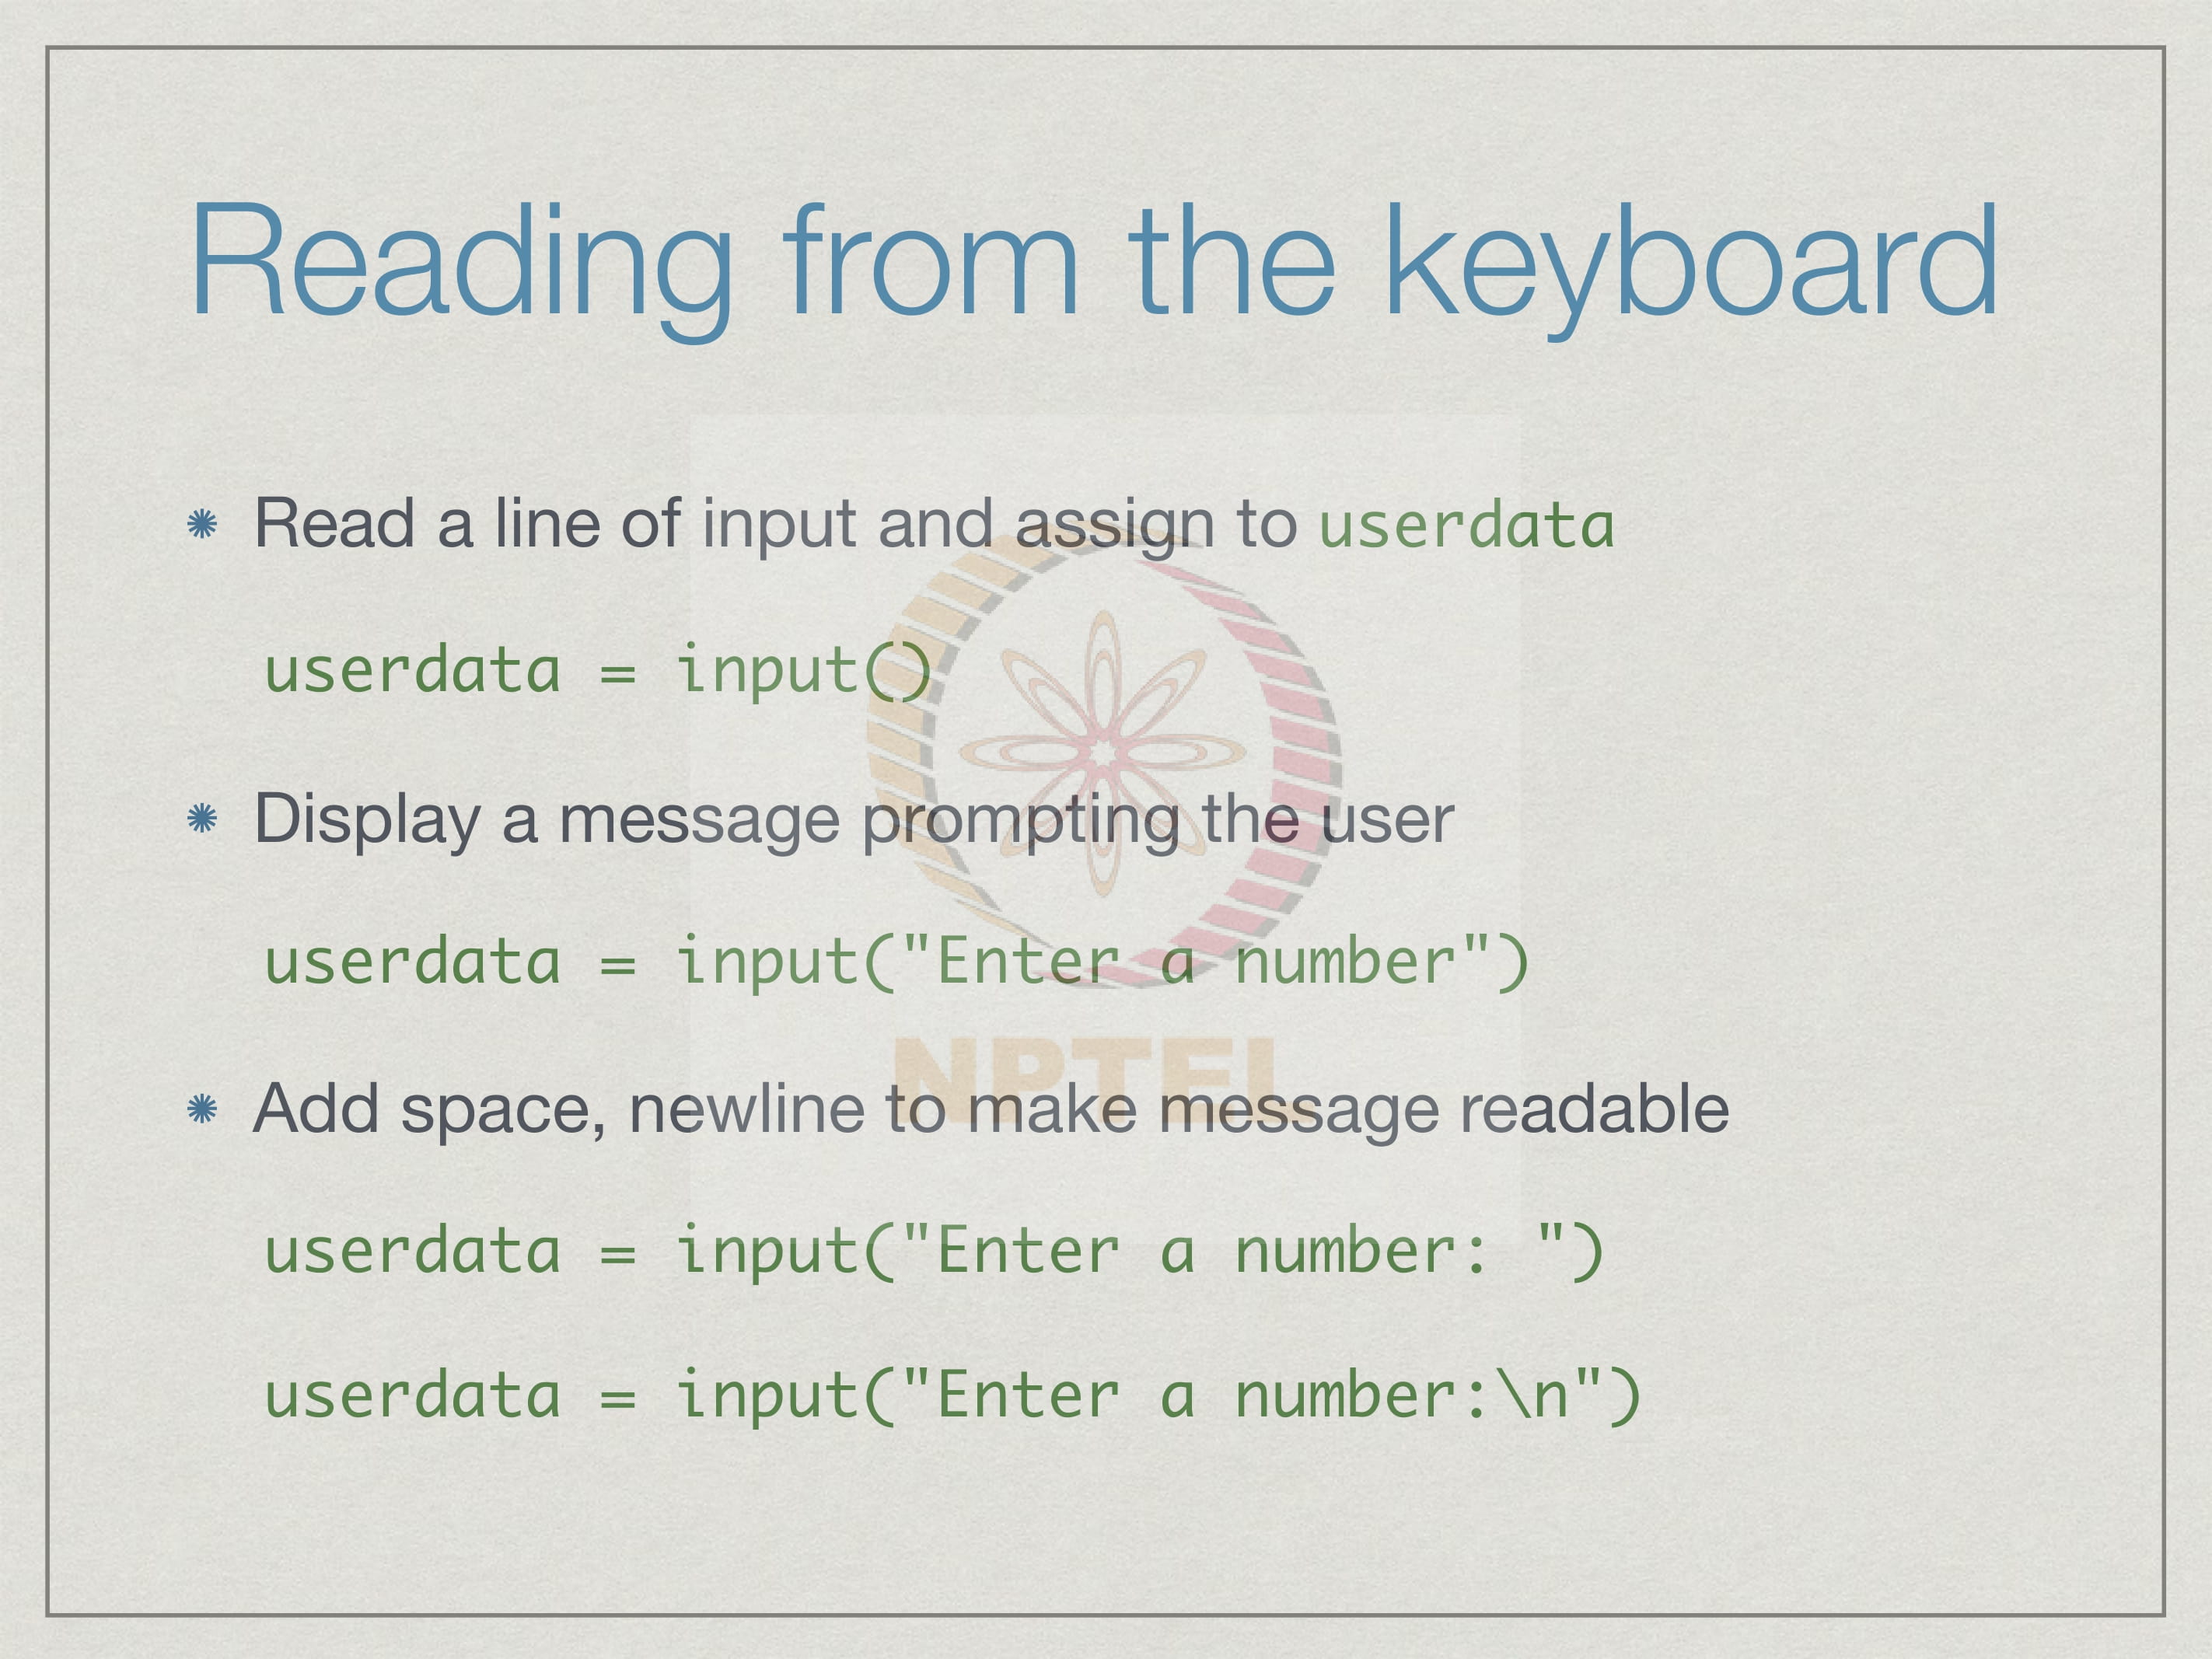 Reading from the keyboard
Read a line of input and assign to userdata
userdata = input()
Display a message prompting the user
userdata = input("Enter a number")
NPTEL
Add space, newline to make message readable
userdata = input("Enter a number: ")
userdata = input("Enter a number:\n")